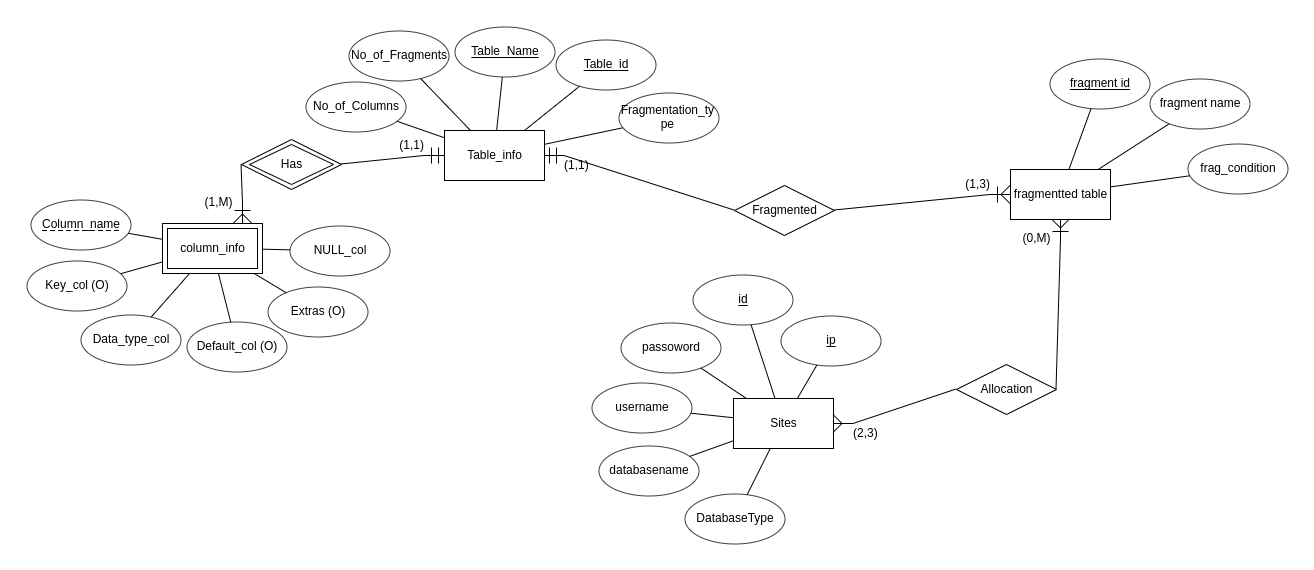 No_of_Fragments
Table_Name
Table_id
No_of_Columns
Fragmentation_ty
pe
fragment id
fragment name
frag_condition
Table_info
(1,1)
(1,1)
Has
(1,M)
Fragmented
(1,3)
fragmentted table
(0,M)
Column_name
column_info
NULL_col
Key_col (O)
Extras (O)
Data_type_col
Default_col (O)
id
ip
passoword
username
databasename
DatabaseType
Sites
(2,3)
Allocation